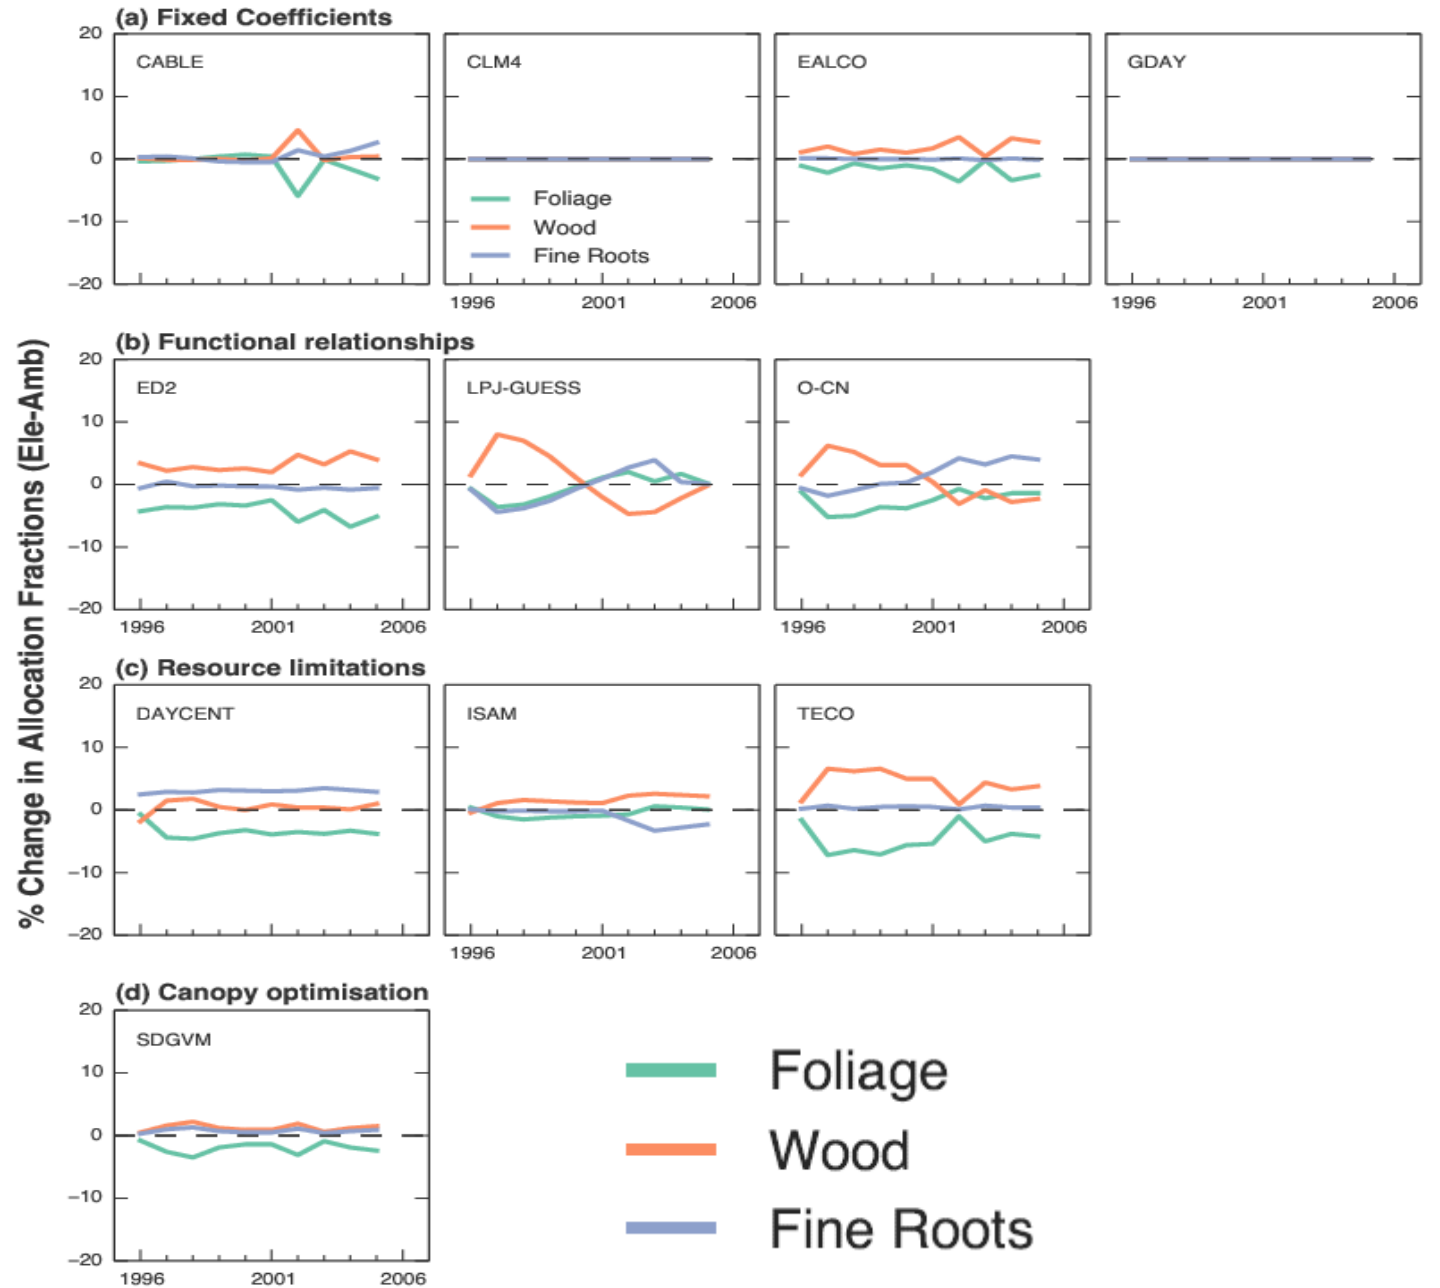 (a) Fixed Coefficients
20
10
0
−10
−20
CABLE
CLM4
Foliage
Wood
Fine Roots
EALCO
GDAY
1996 2001 2006
1996 2001 2006
% Change in Allocation Fractions (Ele-Amb)
(b) Functional relationships
20
10
0
−10
−20
ED2
LPJ-GUESS
O-CN
1996 2001 2006
1996 2001 2006
(c) Resource limitations
20
10
0
−10
−20
DAYCENT
ISAM
TECO
1996 2001 2006
(d) Canopy optimisation
20
10
0
−10
−20
SDGVM
1996 2001 2006
Foliage
Wood
Fine Roots